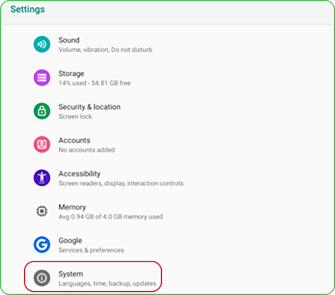 Settings
Sound
Volume, vibration, Do not disturb
Storage
14% used - 54.81 GB free
Security & location
Screen lock
Accounts
No accounts added
Accessibility
Screen readers, display, interaction controls
Memory
Avg 0.94 GB of 4.0 GB memory used
Google
Services & preferences
System
Languages, time, backup, updates